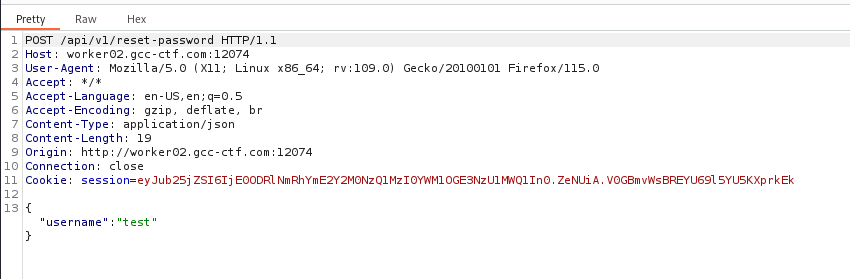 Pretty Raw Hex
1 POST /api/v1/reset-password HTTP/1.1
2 Host: worker02.gcc-ctf.com:12074
3 User-Agent: Mozilla/5.0 (X11; Linux x86_64; rv:109.0) Gecko/20100101 Firefox/115.0
4 Accept: */*
5 Accept-Language: en-US,en;q=0.5
6 Accept-Encoding: gzip, deflate, br
7 Content-Type: application/json
8 Content-Length: 19
9 Origin: http://worker02.gcc-ctf.com:12074
10 Connection: close
11 Cookie: session=eyJub25jZSI6IjE0ODRlNmRhYmE2Y2M0NzQ1MzI0YWM1OGE3NzU1MWQ1In0.ZeNUiA.V0GBmvWsBREYU69l5YU5KXprkEk
12
13 {
"username":"test"
}